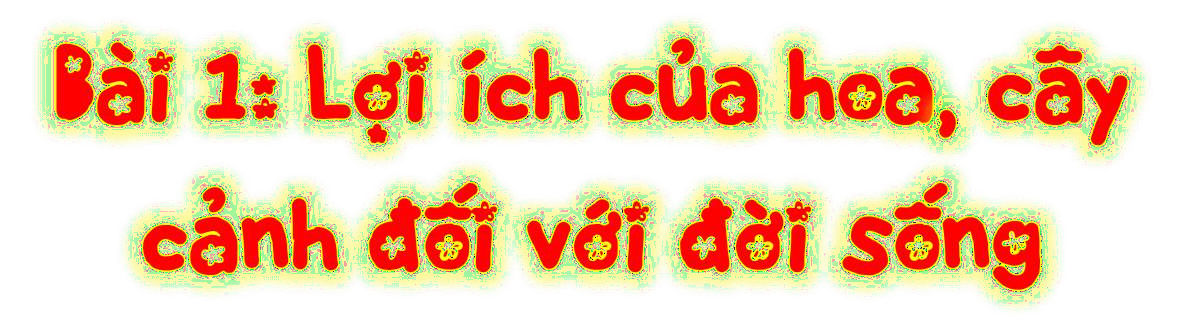 Bài 1: Lợi ích của hoa, cây
cảnh đối với đời sống